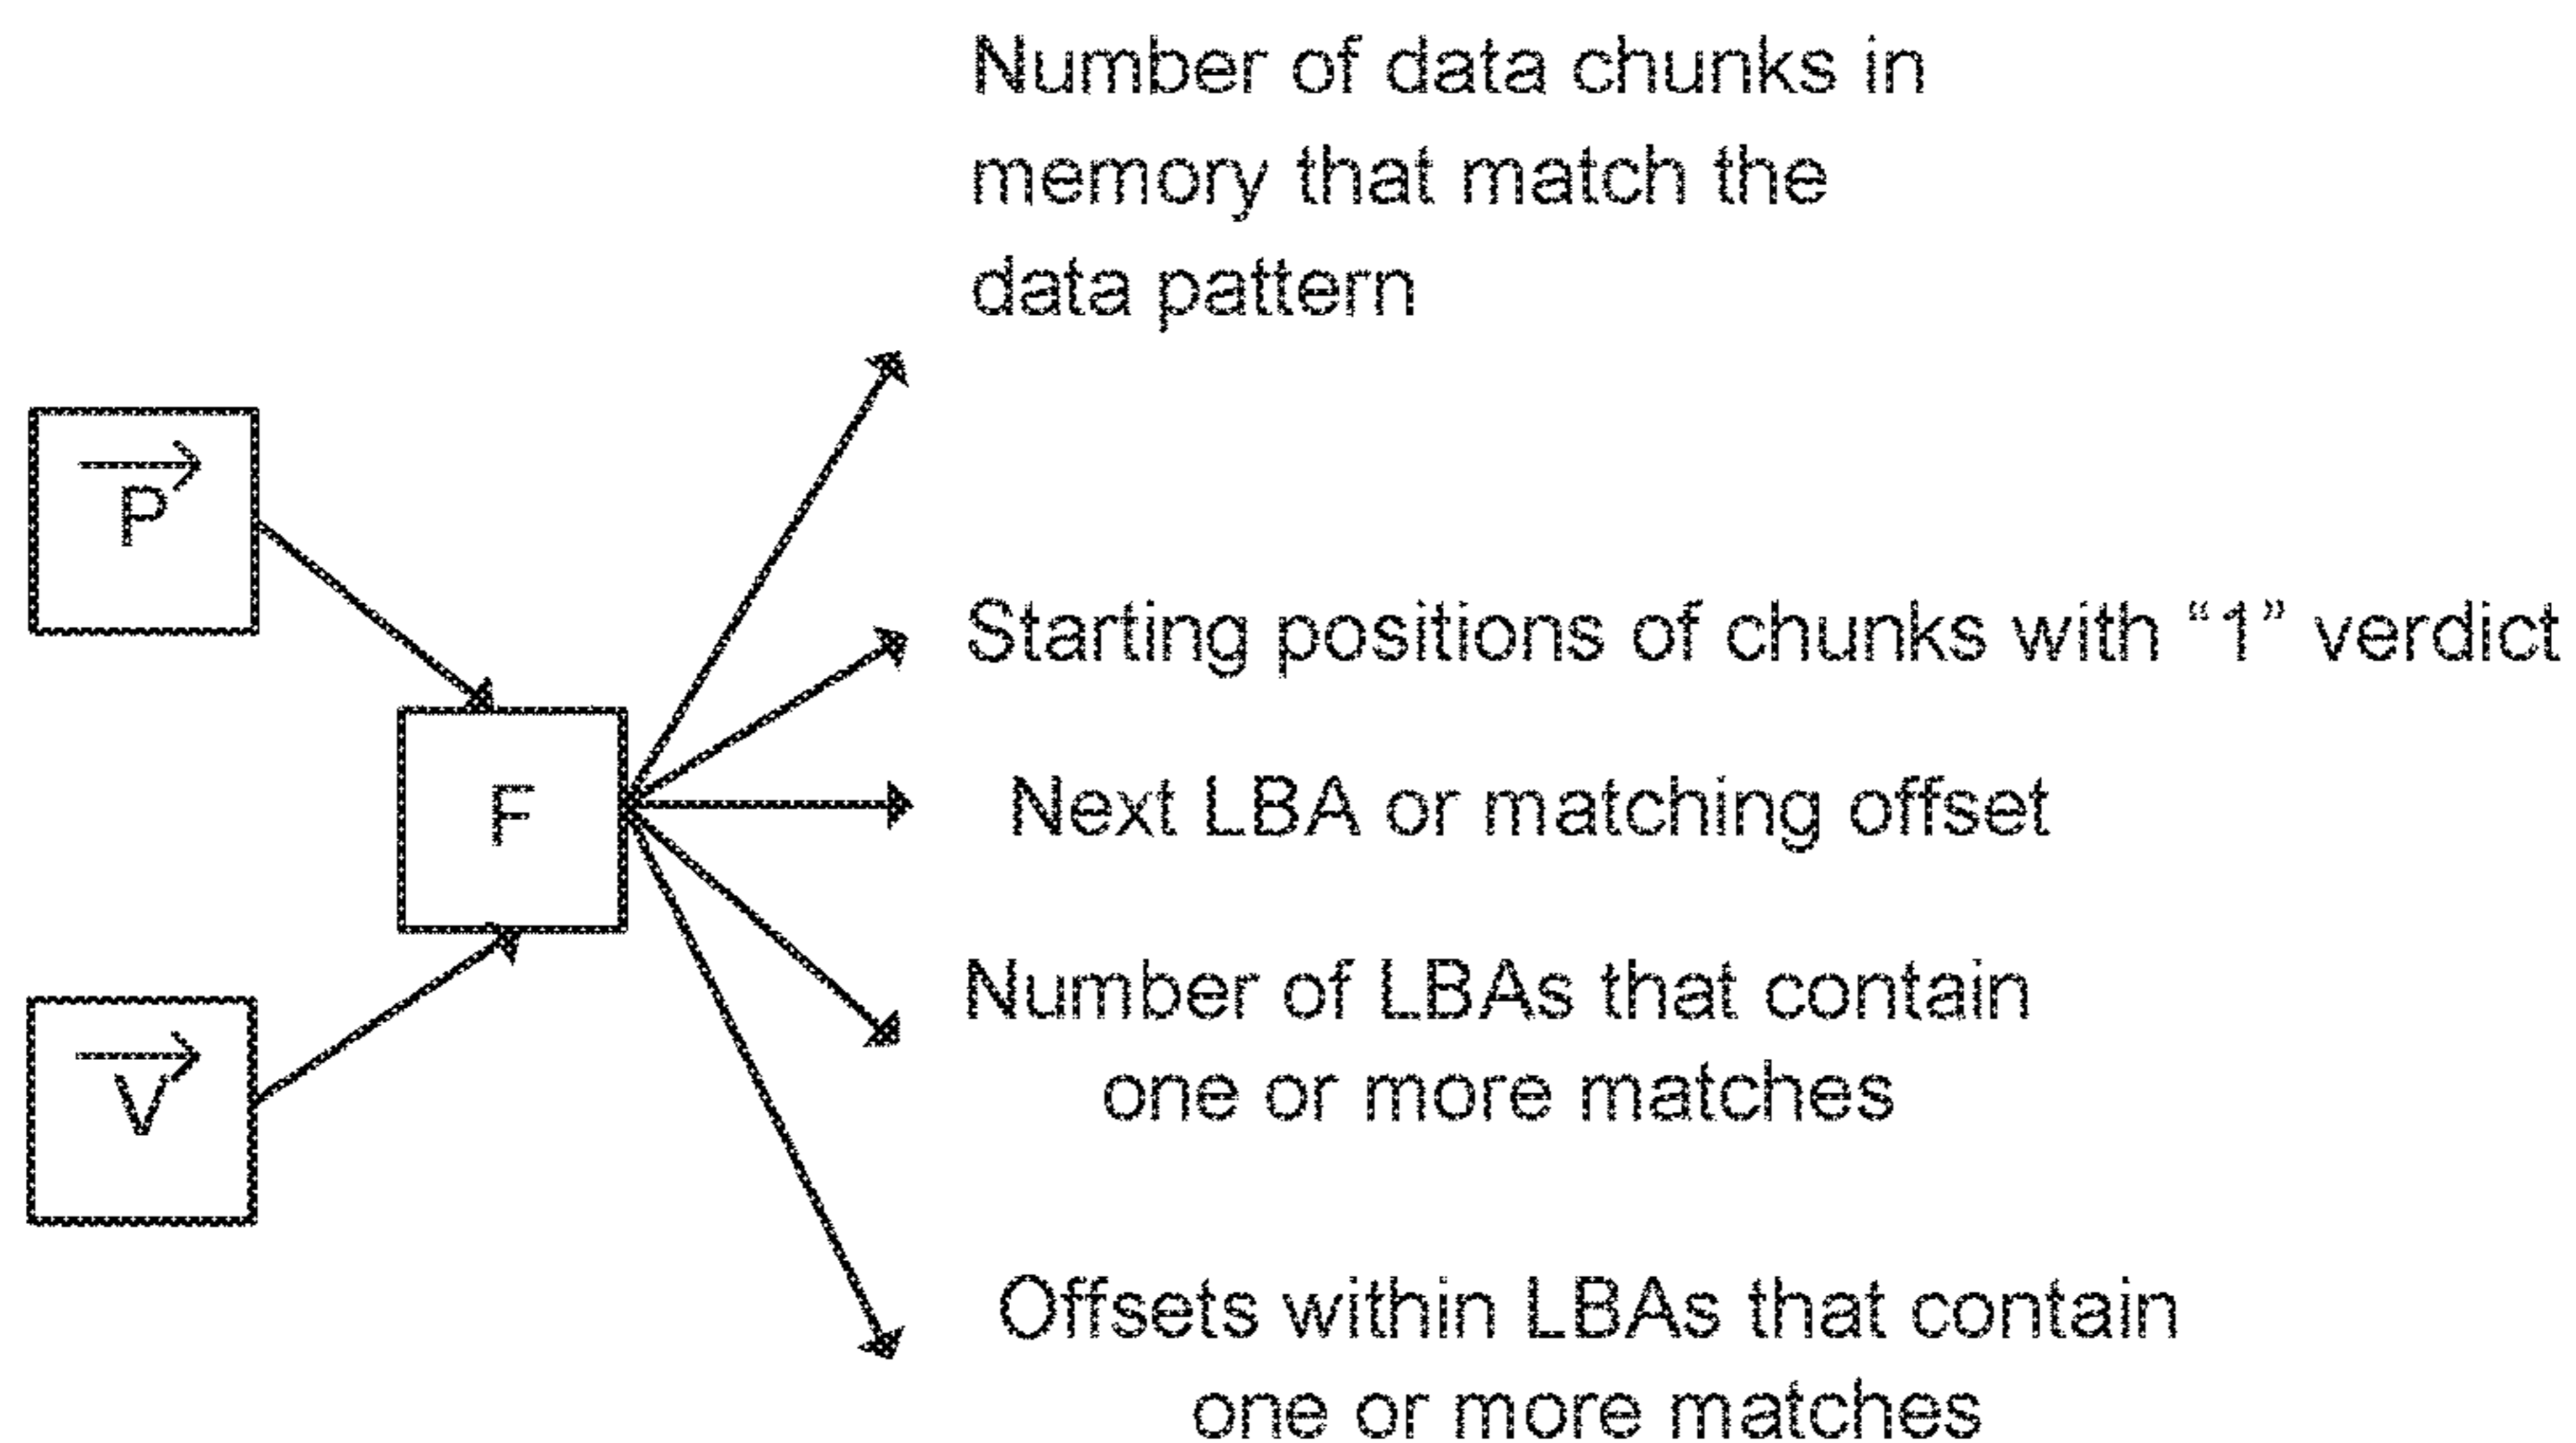 Number of data chunks in
memory that match the
data pattern
P
Starting positions of chunks with “1” verdict
F
Next LBA or matching offset
Number of LBAs that contain
one or more matches
V
Offsets within LBAs that contain
one or more matches